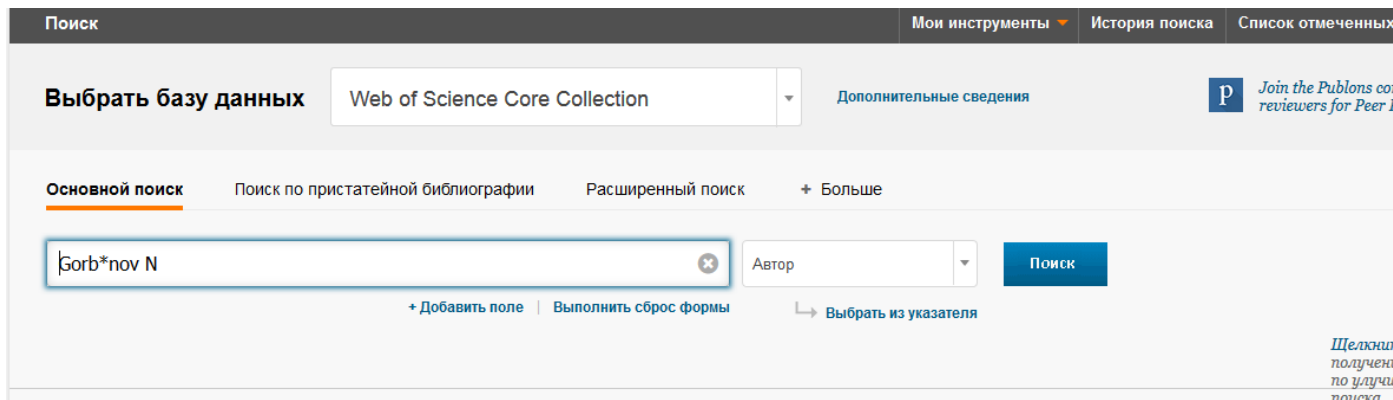 Поиск
Мои инструменты
История поиска
Список отмеченных
Выбрать базу данных
Web of Science Core Collection
Дополнительные сведения
p
Join the Publons
reviewers for Peer
Основной поиск
Поиск по пристатейной библиографии
Расширенный поиск
+ Больше
Gorb*nov N
Автор
Поиск
+ Добавить поле | Выполнить сброс формы
Выбрать из указателя
по
поиска